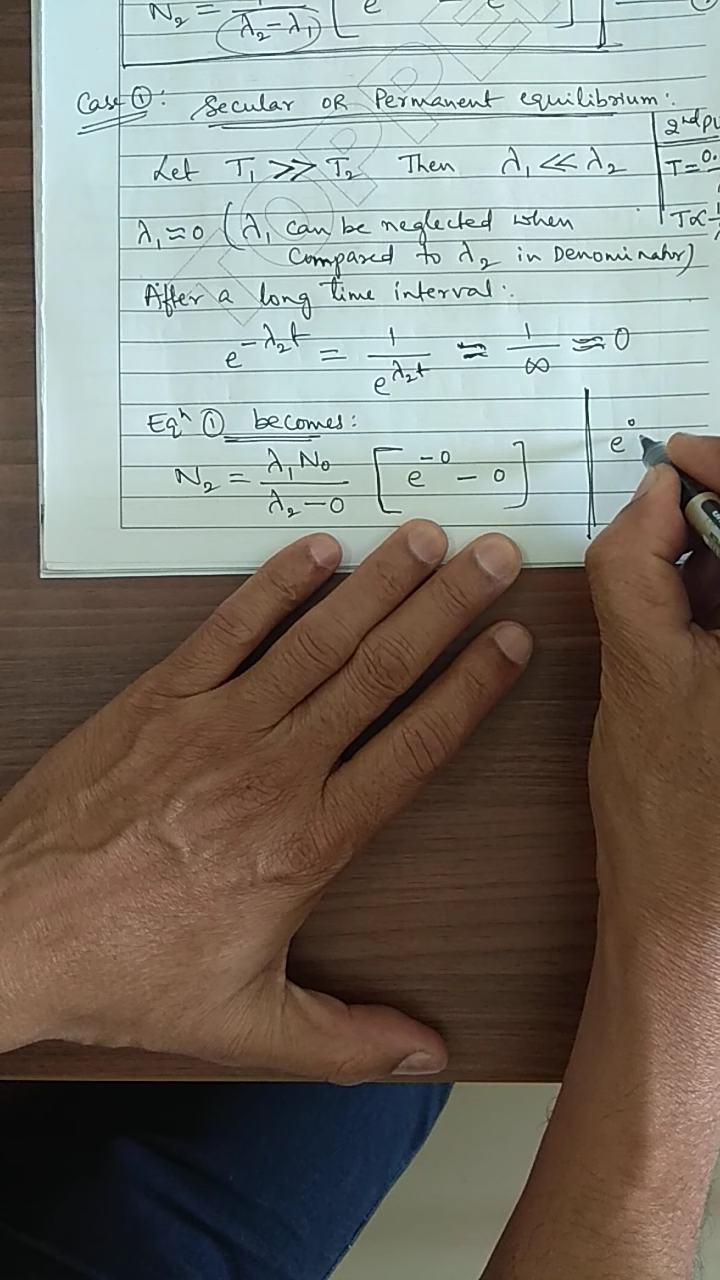 N₂ = [ e e ]
λ₂ - λ₁
Case ①: Secular OR Permanent equilibrium:
Let T₁ >> T₂ Then λ₁ << λ₂
λ₁ ≈ 0 (λ₁ can be neglected when
Compared to λ₂ in Denominator)
2nd
T = 0.
T ∝ 1
After a long time interval:
e^-λ₂t = 1/e^λ₂t ≈ 1/∞ ≈ 0
Eqⁿ ① becomes:
N₂ = λ₁N₀/λ₂-0 [ e^-0 - 0 ]
e^0